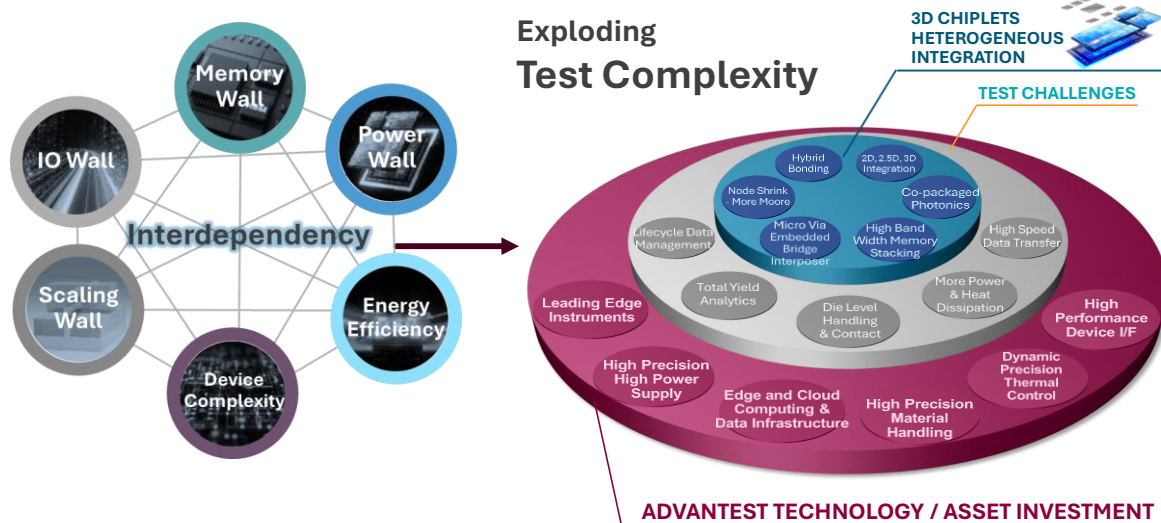 Memory
Wall
Power
Wall
IO Wall
Interdependency
Scaling
Wall
Energy
Efficiency
Device
Complexity
Exploding
Test Complexity
3D CHIPLETS
HETEROGENEOUS
INTEGRATION
TEST CHALLENGES
Hybrid
Bonding
2D, 2.5D, 3D
Integration
Node Shrink
- More Moore
Co-packaged
Photonics
Micro Via
Embedded
Bridge
Interposer
High Band
Width Memory
Stacking
Lifecycle Data
Management
High Speed
Data Transfer
Total Yield
Analytics
More Power
& Heat
Dissipation
Die Level
Handling
& Contact
Leading Edge
Instruments
High
Performance
Device I/F
High Precision
High Power
Supply
Dynamic
Precision
Thermal
Control
Edge and Cloud
Computing &
Data Infrastructure
High Precision
Material
Handling
ADVANTEST TECHNOLOGY / ASSET INVESTMENT